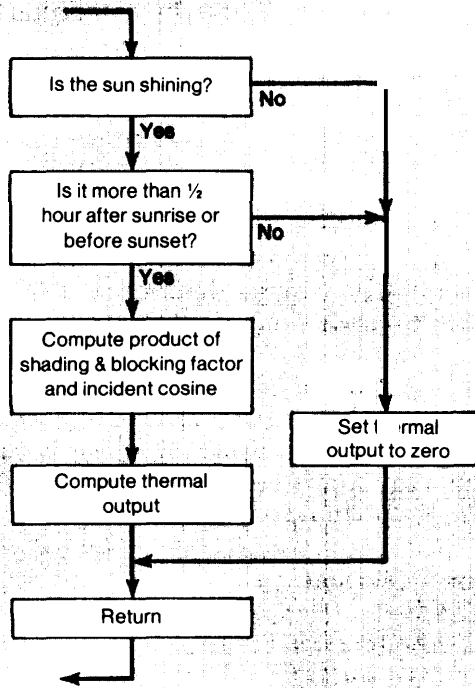 Is the sun shining?
No
Yes
Is it more than ½
hour after sunrise or
before sunset?
No
Yes
Compute product of
shading & blocking factor
and incident cosine
Set t ermal
output to zero
Compute thermal
output
Return